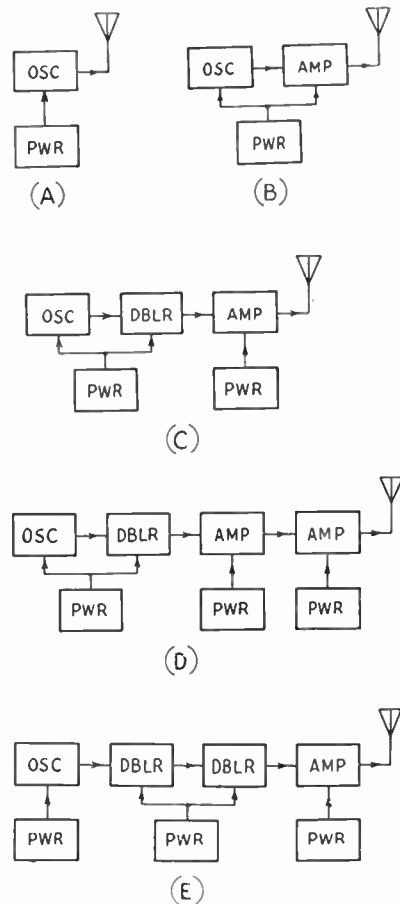 OSC
PWR
(A)
OSC AMP
PWR
(B)
OSC DBLR AMP
PWR PWR
(C)
OSC DBLR AMP AMP
PWR PWR PWR
(D)
OSC DBLR DBLR AMP
PWR PWR PWR
(E)